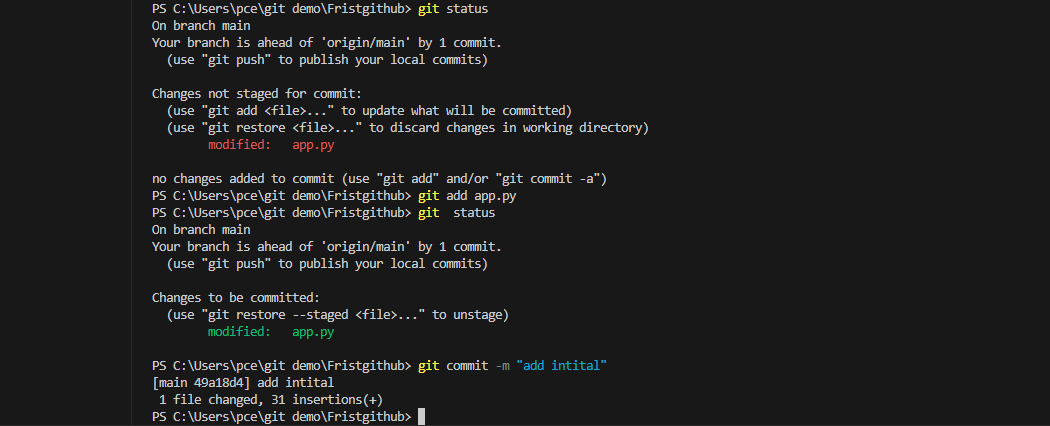 PS C:\Users\pce\git demo\Fristgithub> git status
On branch main
Your branch is ahead of 'origin/main' by 1 commit.
  (use "git push" to publish your local commits)

Changes not staged for commit:
  (use "git add <file>..." to update what will be committed)
  (use "git restore <file>..." to discard changes in working directory)
        modified:   app.py

no changes added to commit (use "git add" and/or "git commit -a")
PS C:\Users\pce\git demo\Fristgithub> git add app.py
PS C:\Users\pce\git demo\Fristgithub> git  status
On branch main
Your branch is ahead of 'origin/main' by 1 commit.
  (use "git push" to publish your local commits)

Changes to be committed:
  (use "git restore --staged <file>..." to unstage)
        modified:   app.py

PS C:\Users\pce\git demo\Fristgithub> git commit -m "add intital"
[main 49a18d4] add intital
 1 file changed, 31 insertions(+)
PS C:\Users\pce\git demo\Fristgithub>